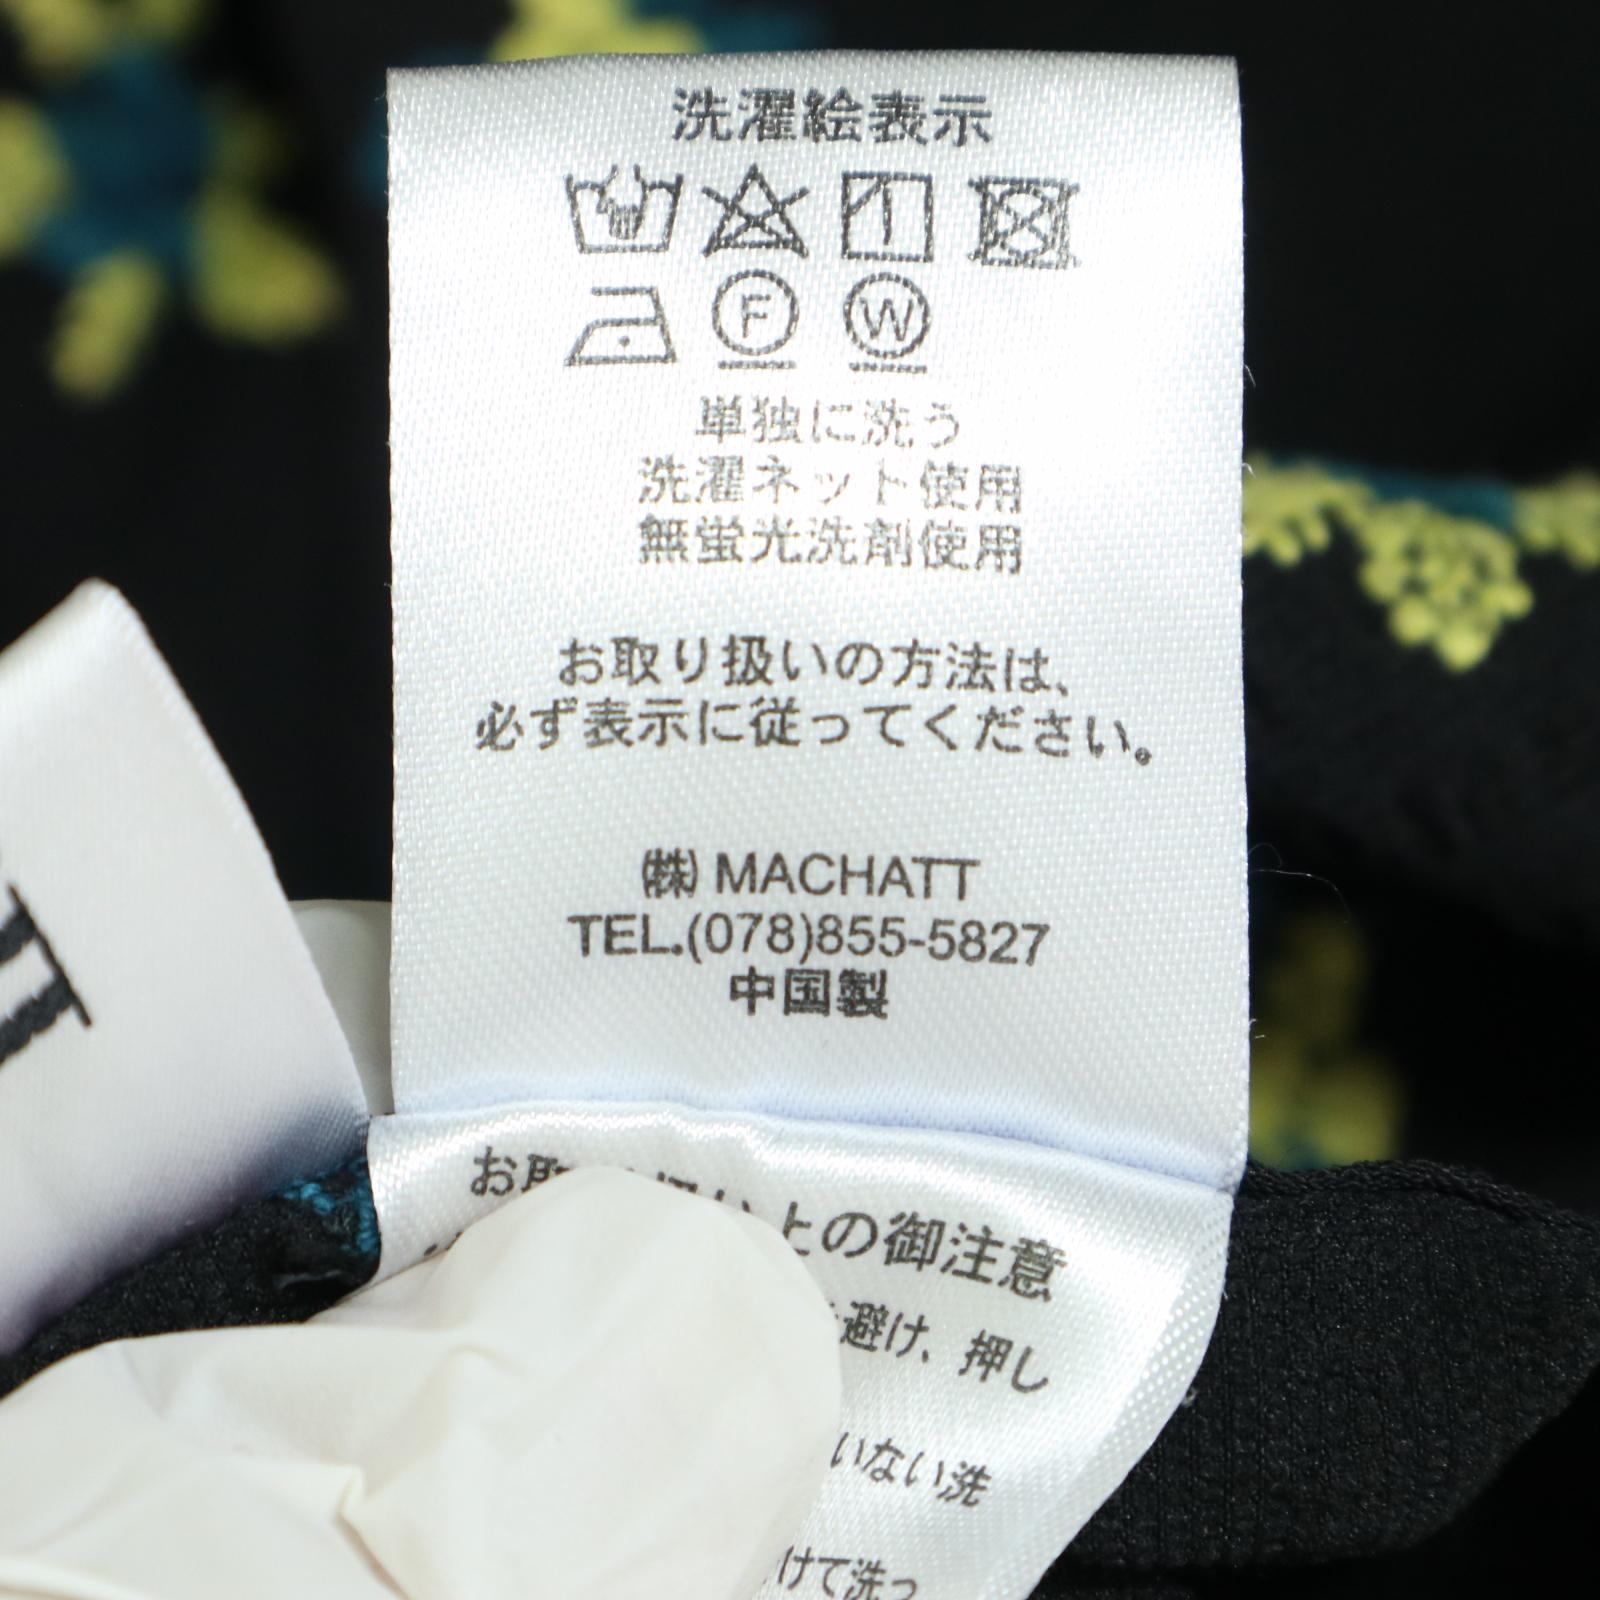 洗濯絵表示
F W
単独に洗う
洗濯ネット使用
無蛍光洗剤使用
お取り扱いの方法は、
必ず表示に従ってください。
㈱ MACHATT
TEL.(078)855-5827
中国製
お取 上の御注意
避け、押し
いない洗
けて洗っ